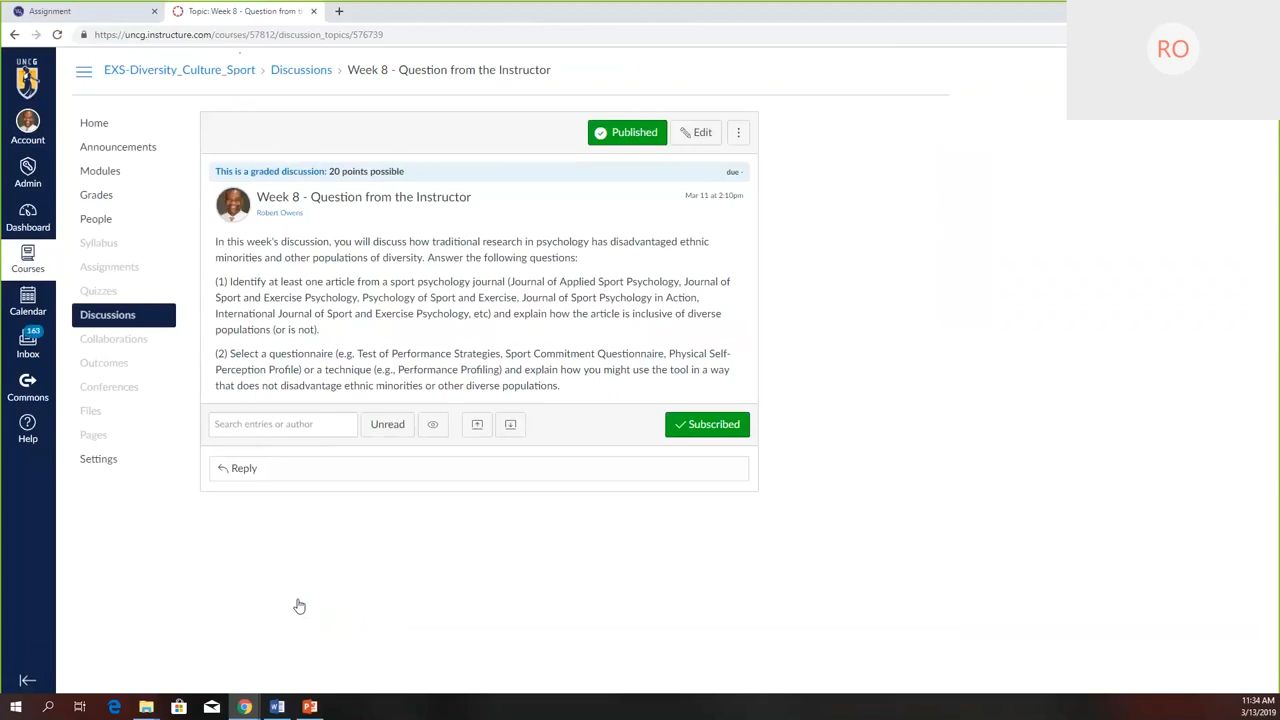 Assignment
Topic: Week 8 - Question from th
https://uncg.instructure.com/courses/57812/discussion_topics/576739
RO
UNCG
EXS-Diversity_Culture_Sport › Discussions › Week 8 - Question from the Instructor
Account
Admin
Dashboard
Courses
Calendar
163
Inbox
Commons
Help
Home
Announcements
Modules
Grades
People
Syllabus
Assignments
Quizzes
Discussions
Collaborations
Outcomes
Conferences
Files
Pages
Settings
Published
Edit
This is a graded discussion: 20 points possible
due -
Week 8 - Question from the Instructor
Mar 11 at 2:10pm
Robert Owens
In this week's discussion, you will discuss how traditional research in psychology has disadvantaged ethnic
minorities and other populations of diversity. Answer the following questions:
(1) Identify at least one article from a sport psychology journal (Journal of Applied Sport Psychology, Journal of
Sport and Exercise Psychology, Psychology of Sport and Exercise, Journal of Sport Psychology in Action,
International Journal of Sport and Exercise Psychology, etc) and explain how the article is inclusive of diverse
populations (or is not).
(2) Select a questionnaire (e.g. Test of Performance Strategies, Sport Commitment Questionnaire, Physical Self-
Perception Profile) or a technique (e.g., Performance Profiling) and explain how you might use the tool in a way
that does not disadvantage ethnic minorities or other diverse populations.
Search entries or author
Unread
Subscribed
Reply
11:34 AM
3/13/2019